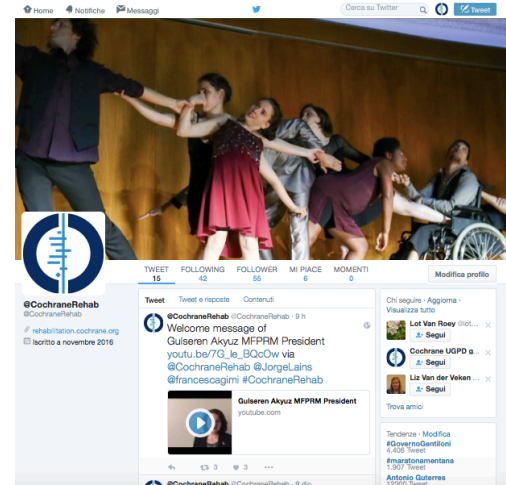 Home Notifiche Messaggi Cerca su Twitter Tweet
TWEET FOLLOWING FOLLOWER MI PIACE MOMENTI
15 42 55 6 0
Modifica profilo
@CochraneRehab
@CochraneRehab
rehabilitation.cochrane.org
Iscritto a novembre 2016
Tweet Tweet e risposte Contenuti
@CochraneRehab @CochraneRehab · 9 h
Welcome message of
Gulseren Akyuz MFPRM President
youtu.be/7G_le_BQcOw via
@CochraneRehab @JorgeLains
@francescagimi #CochraneRehab
Gulseren Akyuz MFPRM President
youtube.com
3 3
@CochraneRehab @CochraneRehab · 9 dic
Chi seguire · Aggiorna ·
Visualizza tutto
Lot Van Roey @lot...
Segui
Cochrane UGPD g...
Segui
Liz Van der Veken ...
Segui
Trova amici
Tendenze · Modifica
#GovernoGentiloni
4.406 Tweet
#maratonamentana
1.907 Tweet
Antonio Guterres
Tweet